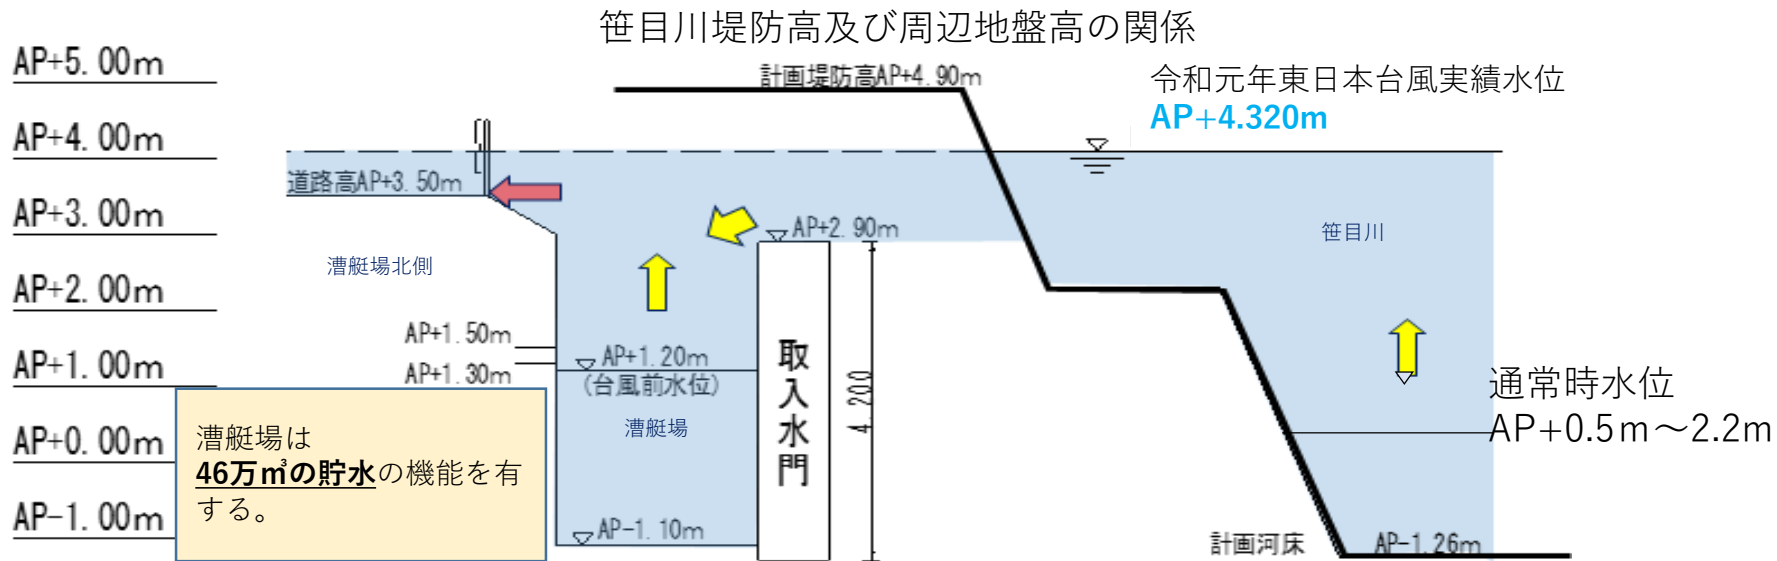 笹目川堤防高及び周辺地盤高の関係
AP+5.00m
計画堤防高AP+4.90m
令和元年東日本台風実績水位
AP+4.320m
AP+4.00m
道路高AP+3.50m
AP+3.00m
AP+2.90m
笹目川
漕艇場北側
AP+2.00m
AP+1.50m
AP+1.20m
AP+1.00m
AP+1.30m
(台風前水位)
取入水門
4.200
通常時水位
AP+0.5m～2.2m
AP+0.00m
漕艇場は
46万㎥の貯水の機能を有
する。
漕艇場
AP-1.00m
AP-1.10m
計画河床
AP-1.26m